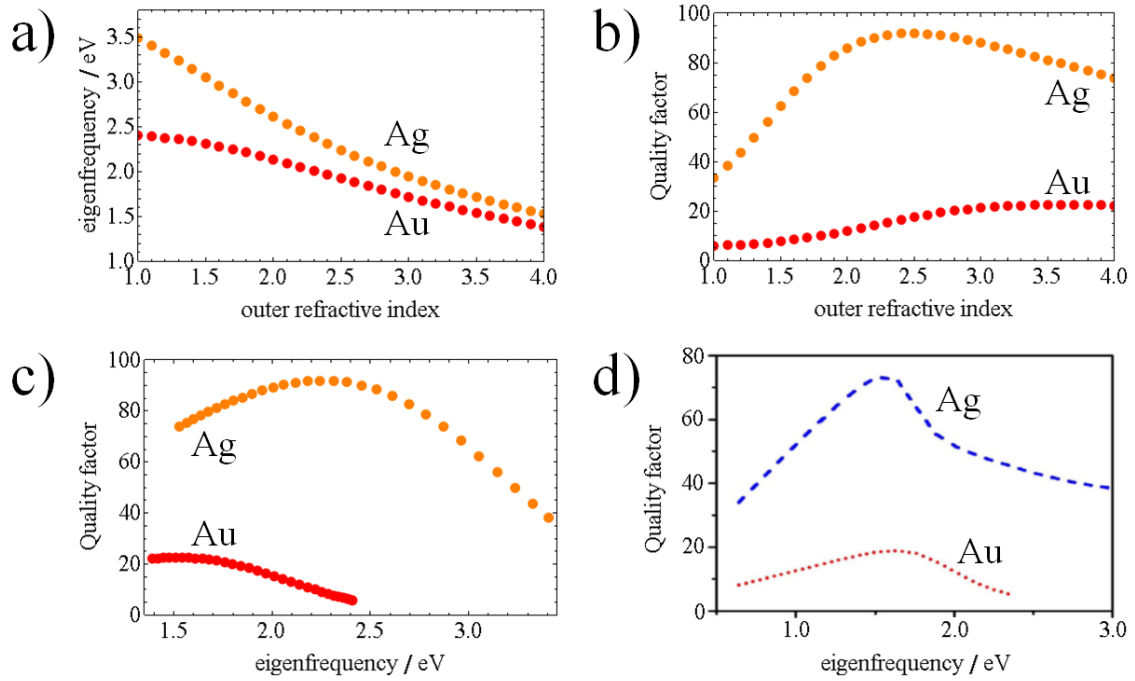 a)
eigenfrequency / eV
3.5
3.0
2.5
2.0
1.5
1.0
Ag
Au
1.0 1.5 2.0 2.5 3.0 3.5 4.0
outer refractive index
b)
Quality factor
100
80
60
40
20
0
Ag
Au
1.0 1.5 2.0 2.5 3.0 3.5 4.0
outer refractive index
c)
Quality factor
100
80
60
40
20
0
Ag
Au
1.5 2.0 2.5 3.0
eigenfrequency / eV
d)
Quality factor
80
60
40
20
0
Ag
Au
1.0 1.5 2.0 3.0
eigenfrequency / eV